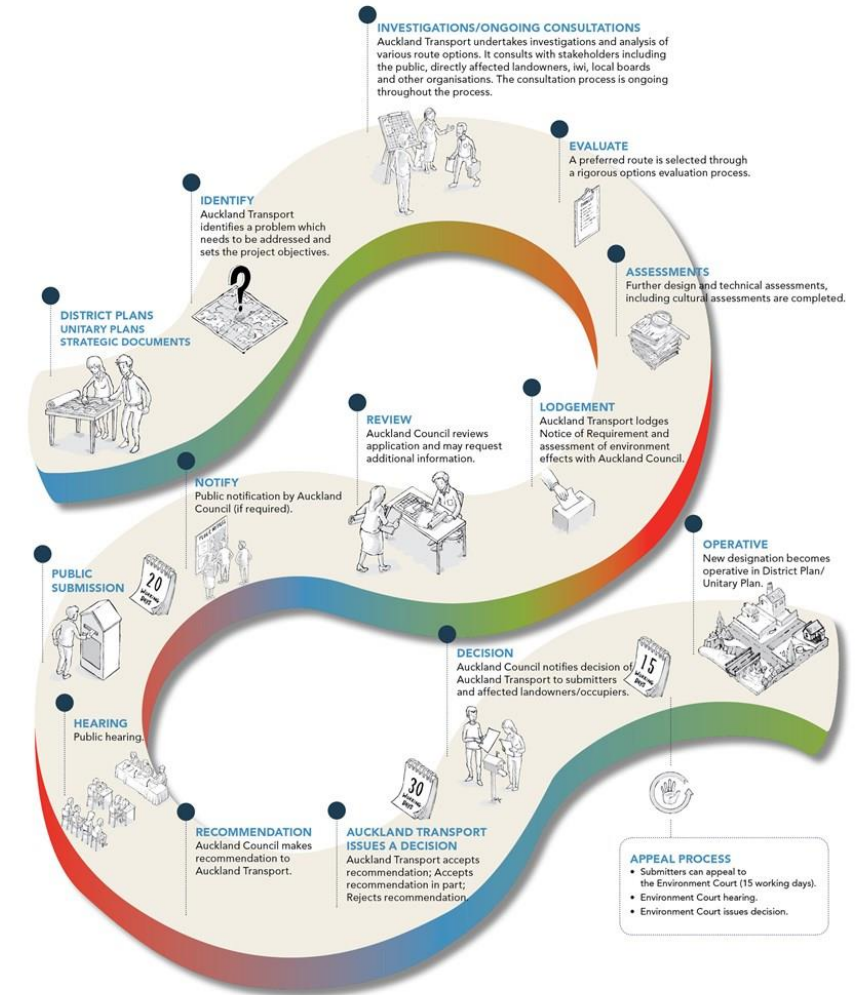 DISTRICT PLANS
UNITARY PLANS
STRATEGIC DOCUMENTS
IDENTIFY
Auckland Transport
identifies a problem which
needs to be addressed and
sets the project objectives.
?
INVESTIGATIONS/ONGOING CONSULTATIONS
Auckland Transport undertakes investigations and analysis of
various route options. It consults with stakeholders including
the public, directly affected landowners, iwi, local boards
and other organisations. The consultation process is ongoing
throughout the process.
EVALUATE
A preferred route is selected through
a rigorous options evaluation process.
ASSESSMENTS
Further design and technical assessments,
including cultural assessments are completed.
LODGEMENT
Auckland Transport lodges
Notice of Requirement and
assessment of environment
effects with Auckland Council.
REVIEW
Auckland Council reviews
application and may request
additional information.
NOTIFY
Public notification by Auckland
Council (if required).
20
WORKING
DAYS
PUBLIC
SUBMISSION
HEARING
Public hearing.
RECOMMENDATION
Auckland Council makes
recommendation to
Auckland Transport.
AUCKLAND TRANSPORT
ISSUES A DECISION
Auckland Transport accepts
recommendation; Accepts
recommendation in part;
Rejects recommendation.
30
WORKING
DAYS
DECISION
Auckland Council notifies decision of
Auckland Transport to submitters
and affected landowners/occupiers.
15
WORKING
DAYS
OPERATIVE
New designation becomes
operative in District Plan/
Unitary Plan.
APPEAL PROCESS
• Submitters can appeal to
the Environment Court (15 working days).
• Environment Court hearing.
• Environment Court issues decision.